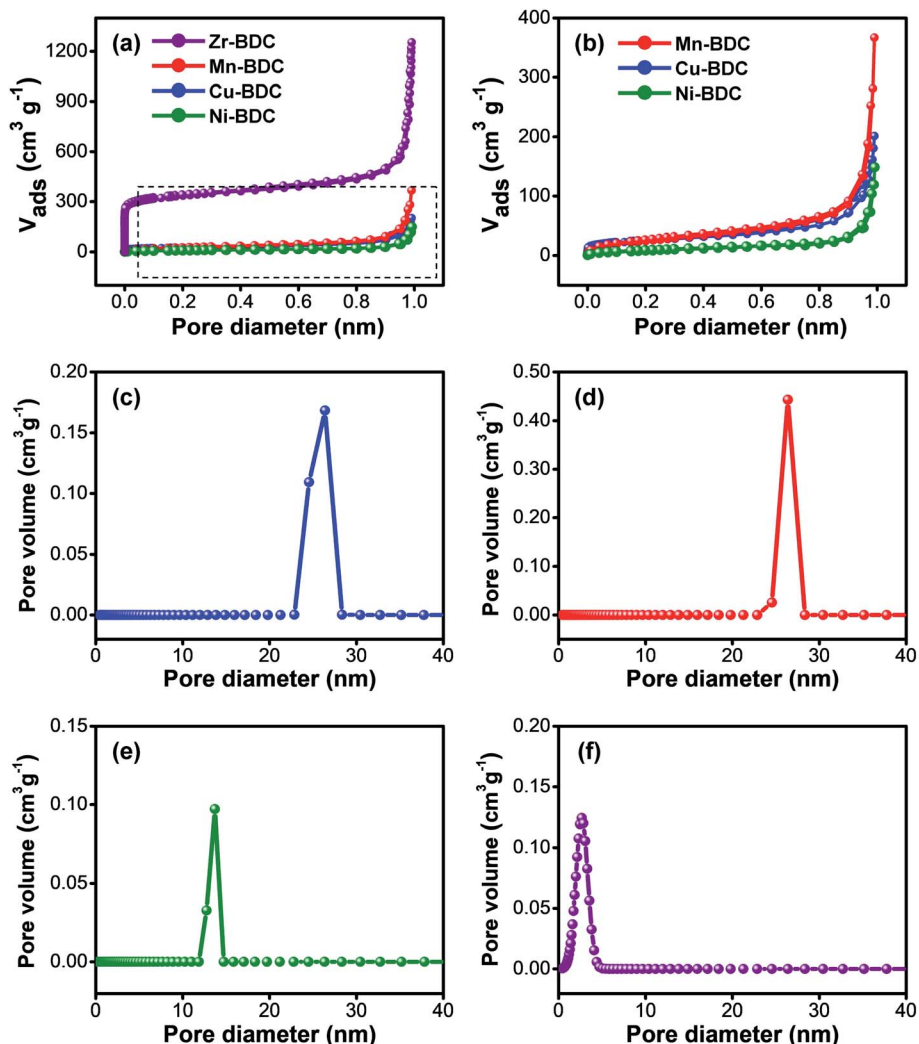 (a)
Zr-BDC
Mn-BDC
Cu-BDC
Ni-BDC
1200
900
600
300
0
V_ads (cm³ g⁻¹)
0.0 0.2 0.4 0.6 0.8 1.0
Pore diameter (nm)
(b)
Mn-BDC
Cu-BDC
Ni-BDC
400
300
200
100
0
V_ads (cm³ g⁻¹)
0.0 0.2 0.4 0.6 0.8 1.0
Pore diameter (nm)
(c)
0.20
0.15
0.10
0.05
0.00
Pore volume (cm³g⁻¹)
0 10 20 30 40
Pore diameter (nm)
(d)
0.50
0.40
0.30
0.20
0.10
0.00
Pore volume (cm³g⁻¹)
0 10 20 30 40
Pore diameter (nm)
(e)
0.15
0.10
0.05
0.00
Pore volume (cm³g⁻¹)
0 10 20 30 40
Pore diameter (nm)
(f)
0.20
0.15
0.10
0.05
0.00
Pore volume (cm³g⁻¹)
0 10 20 30 40
Pore diameter (nm)